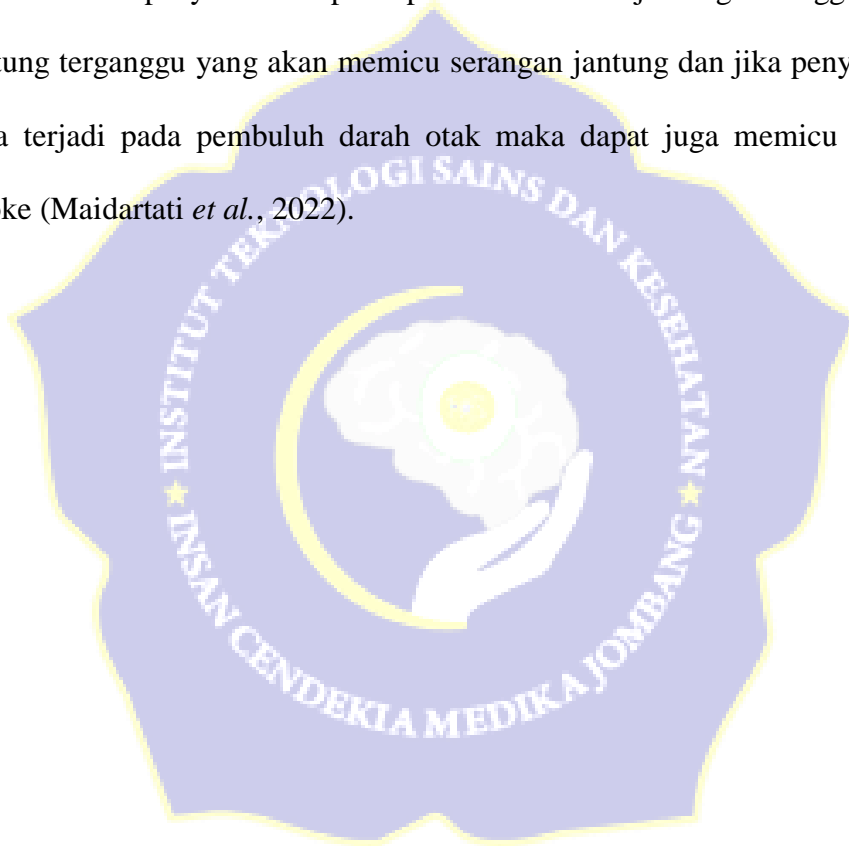 tung terganggu yang akan memicu serangan jantung dan jika peny
a terjadi pada pembuluh darah otak maka dapat juga memicu
oke (Maidartati et al., 2022).
INSTITUT TEKNOLOGI SAINS DAN KESEHATAN
INSAN CENDEKIA MEDIKA JOMBANG